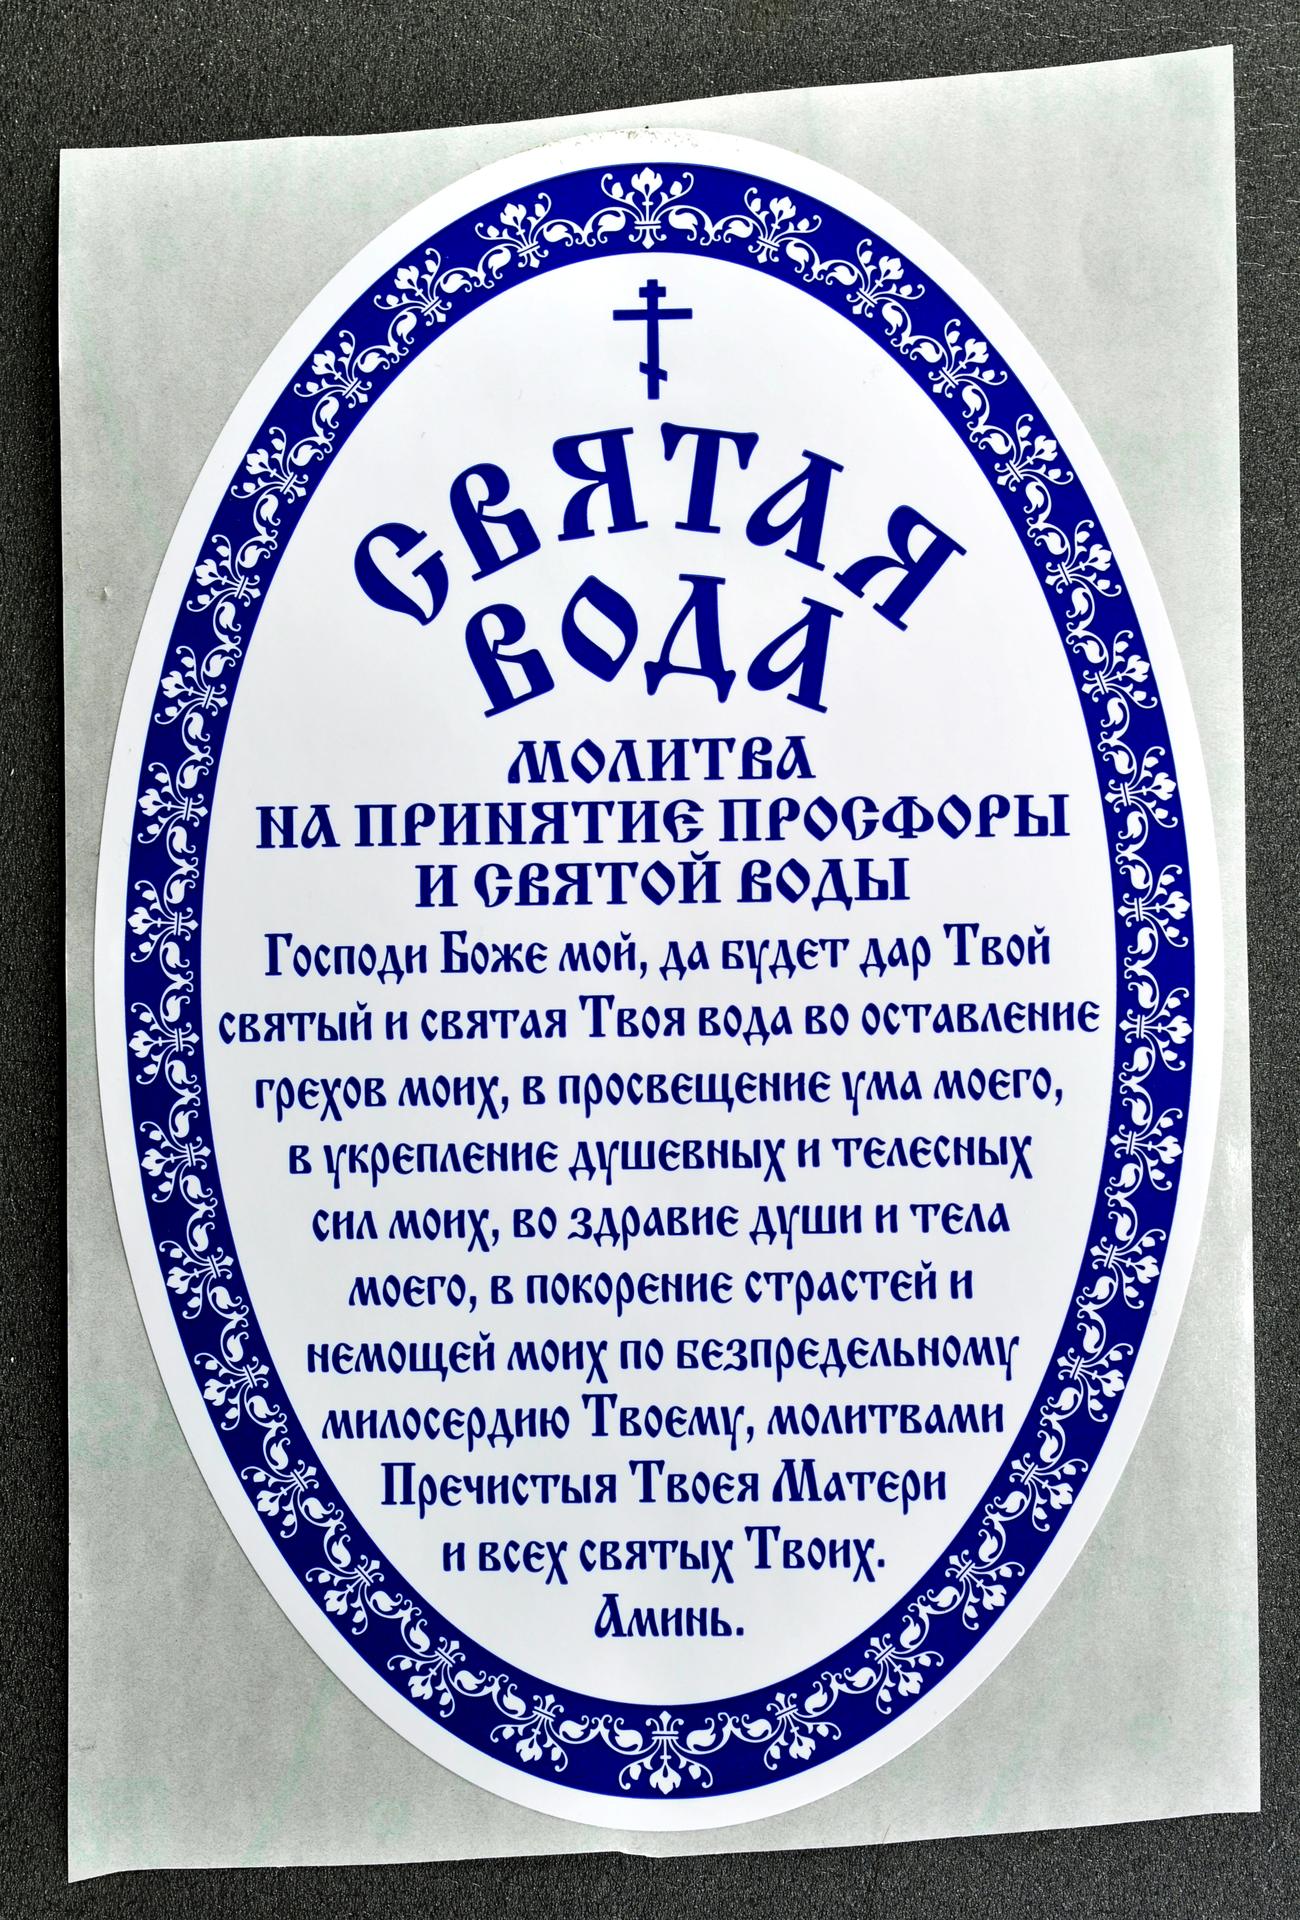 СВЯТАЯ
ВОДА
МОЛИТВА
НА ПРИНЯТИЕ ПРОСФОРЫ
И СВЯТОЙ ВОДЫ
Господи Боже мой, да будет дар Твой
святый и святая Твоя вода во оставление
грехов моих, в просвещение ума моего,
в укрепление душевных и телесных
сил моих, во здравие души и тела
моего, в покорение страстей и
немощей моих по безпредельному
милосердию Твоему, молитвами
Пречистыя Твоея Матери
и всех святых Твоих.
Аминь.